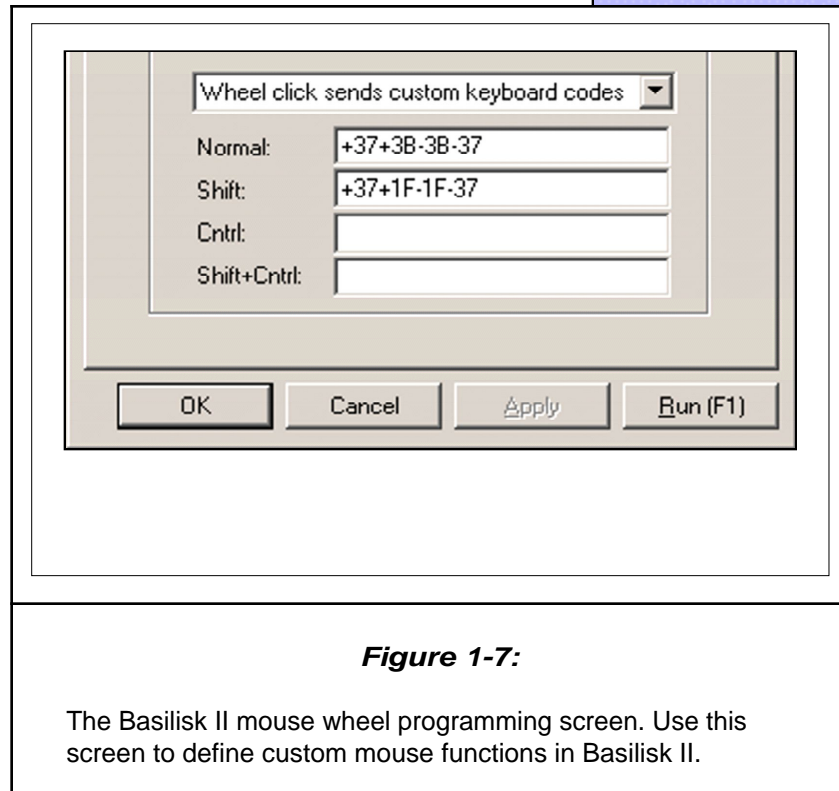 Wheel click sends custom keyboard codes
Normal: +37+3B-3B-37
Shift: +37+1F-1F-37
Cntrl:
Shift+Cntrl:
OK Cancel Apply Run (F1)
Figure 1-7:
The Basilisk II mouse wheel programming screen. Use this
screen to define custom mouse functions in Basilisk II.